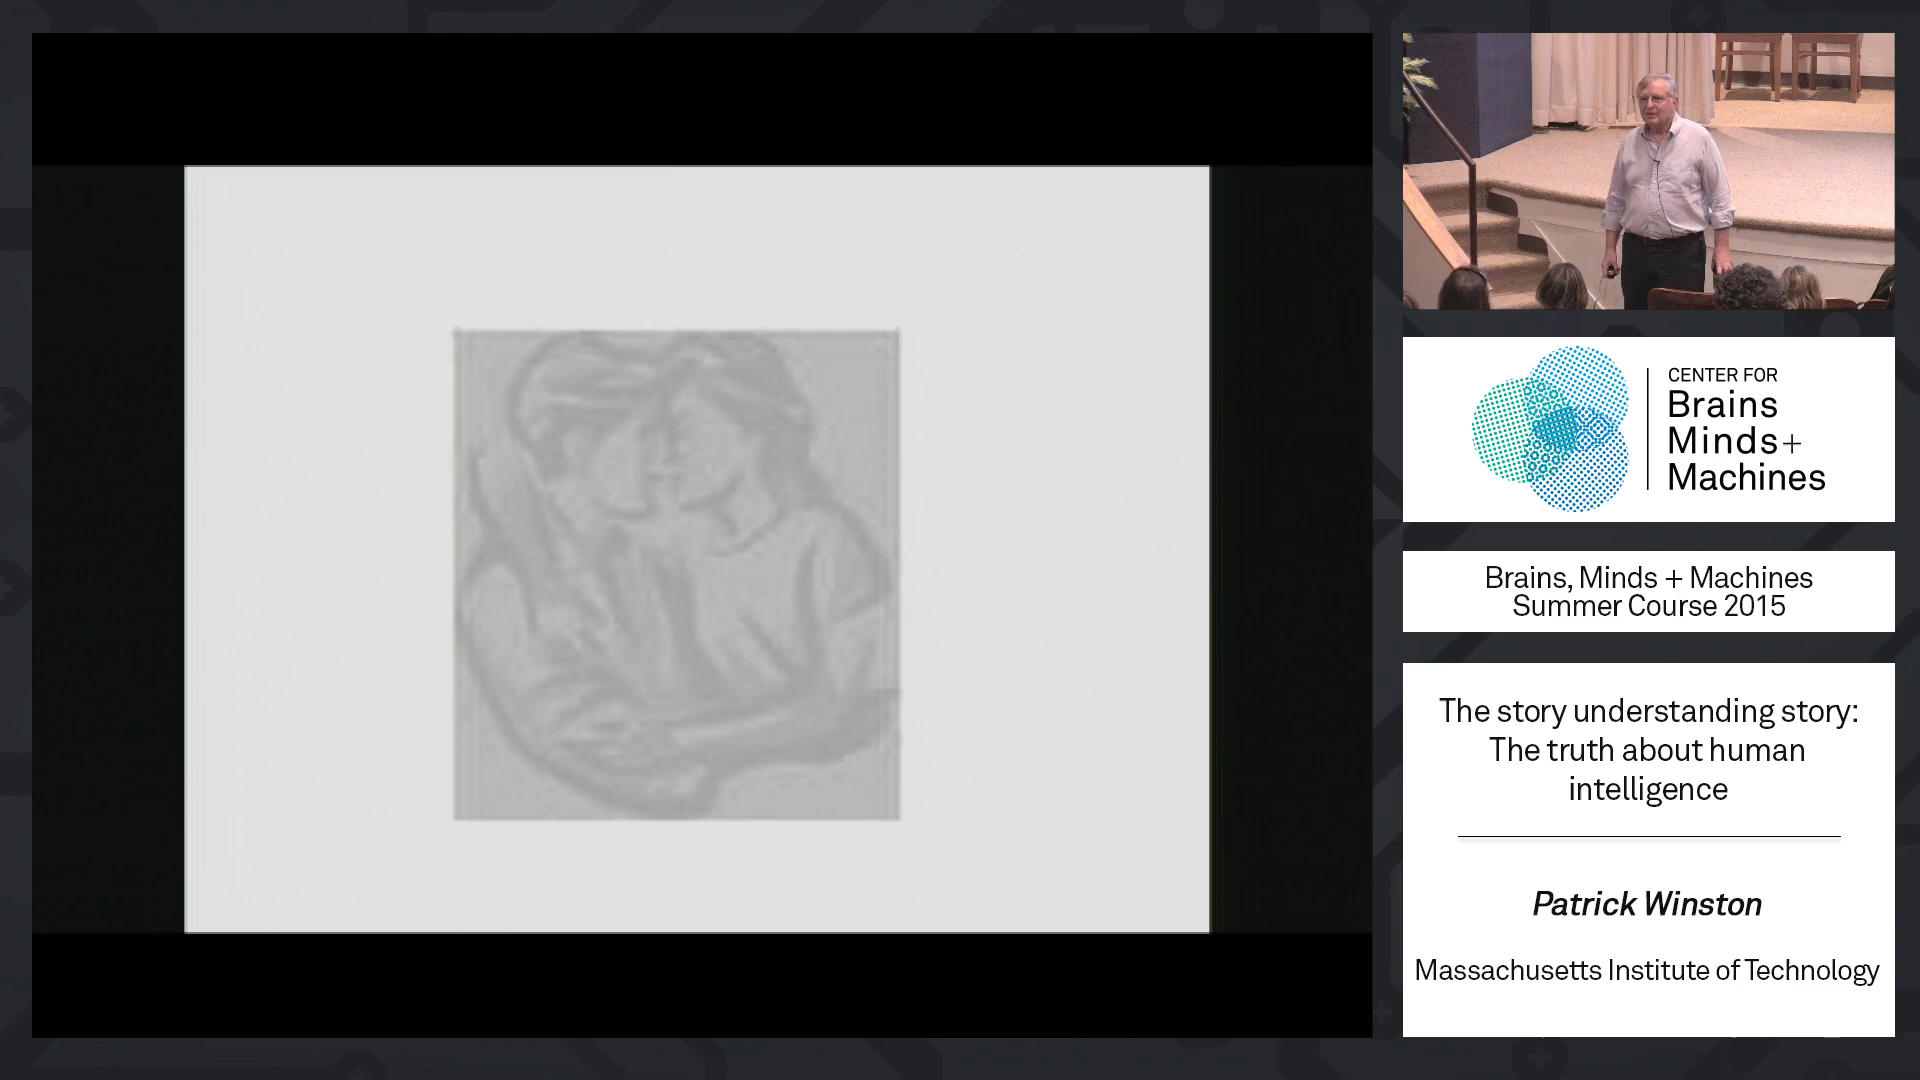 CENTER FOR
Brains
Minds+
Machines
Brains, Minds + Machines
Summer Course 2015
The story understanding story:
The truth about human
intelligence
Patrick Winston
Massachusetts Institute of Technology